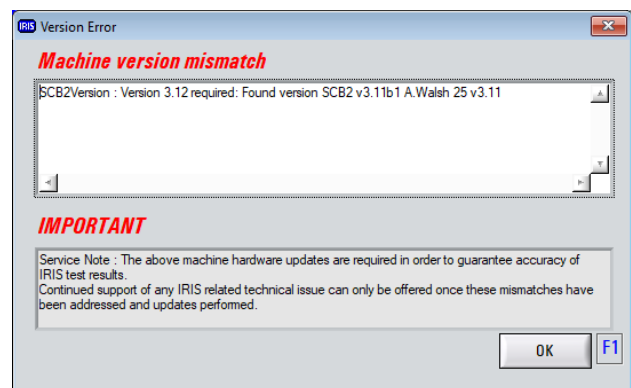 IRIS Version Error
Machine version mismatch
SCB2Version : Version 3.12 required: Found version SCB2 v3.11b1 A.Walsh 25 v3.11
IMPORTANT
Service Note : The above machine hardware updates are required in order to guarantee accuracy of
IRIS test results.
Continued support of any IRIS related technical issue can only be offered once these mismatches have
been addressed and updates performed.
OK F1